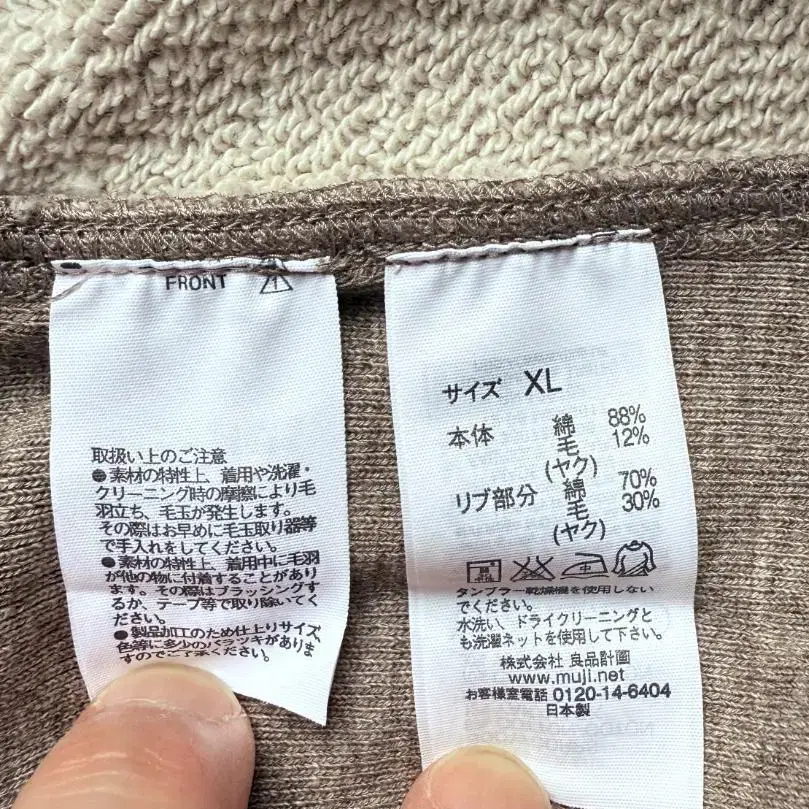 FRONT
取扱い上のご注意
●素材の特性上、着用や洗濯・
クリーニング時の摩擦により毛
羽立ち、毛玉が発生します。
その際はお早めに毛玉取り器等
で手入れをしてください。
●素材の特性上、着用中に毛羽
が他の物に付着することがあり
ます。その際はブラッシングす
るか、テープ等で取り除いてく
ださい。
●製品加工のため仕上りサイズ、
色等に多少のバラツキがありま
すのでご了承ください。
サイズ XL
本体 綿 88%
毛 12%
(ヤク)
リブ部分 綿 70%
毛 30%
(ヤク)
中
タンブラー乾燥機を使用しない
でください。
水洗い、ドライクリーニングと
も洗濯ネットを使用して下さい。
株式会社 良品計画
www.muji.net
お客様室電話 0120-14-6404
日本製